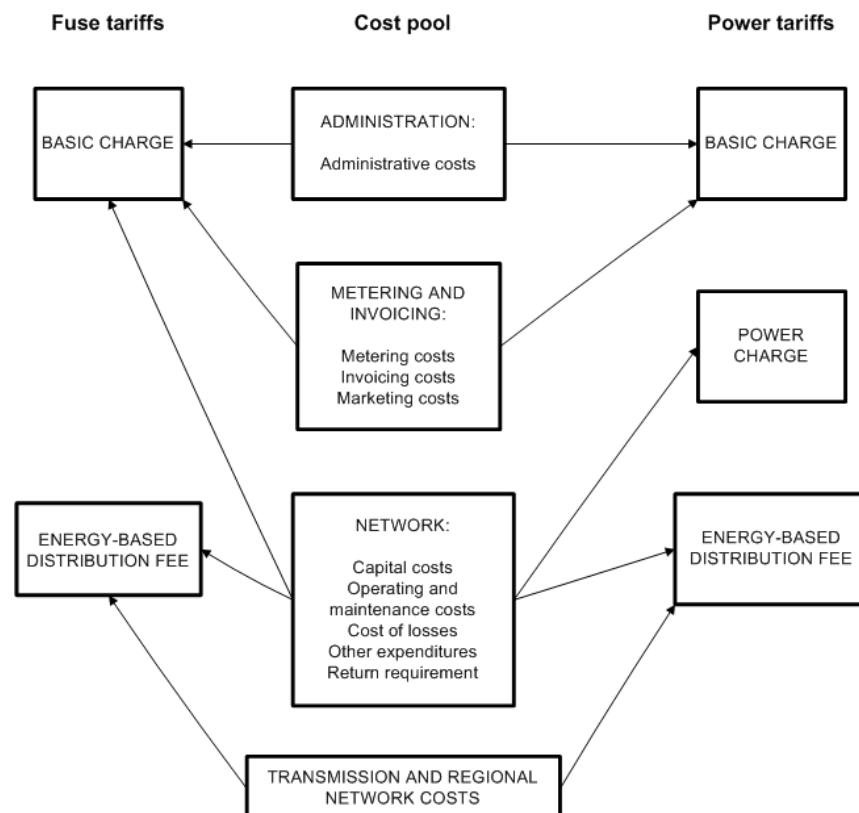 Fuse tariffs
Cost pool
Power tariffs
BASIC CHARGE
ADMINISTRATION:
Administrative costs
BASIC CHARGE
METERING AND
INVOICING:
Metering costs
Invoicing costs
Marketing costs
POWER
CHARGE
ENERGY-BASED
DISTRIBUTION FEE
NETWORK:
Capital costs
Operating and
maintenance costs
Cost of losses
Other expenditures
Return requirement
ENERGY-BASED
DISTRIBUTION FEE
TRANSMISSION AND REGIONAL
NETWORK COSTS